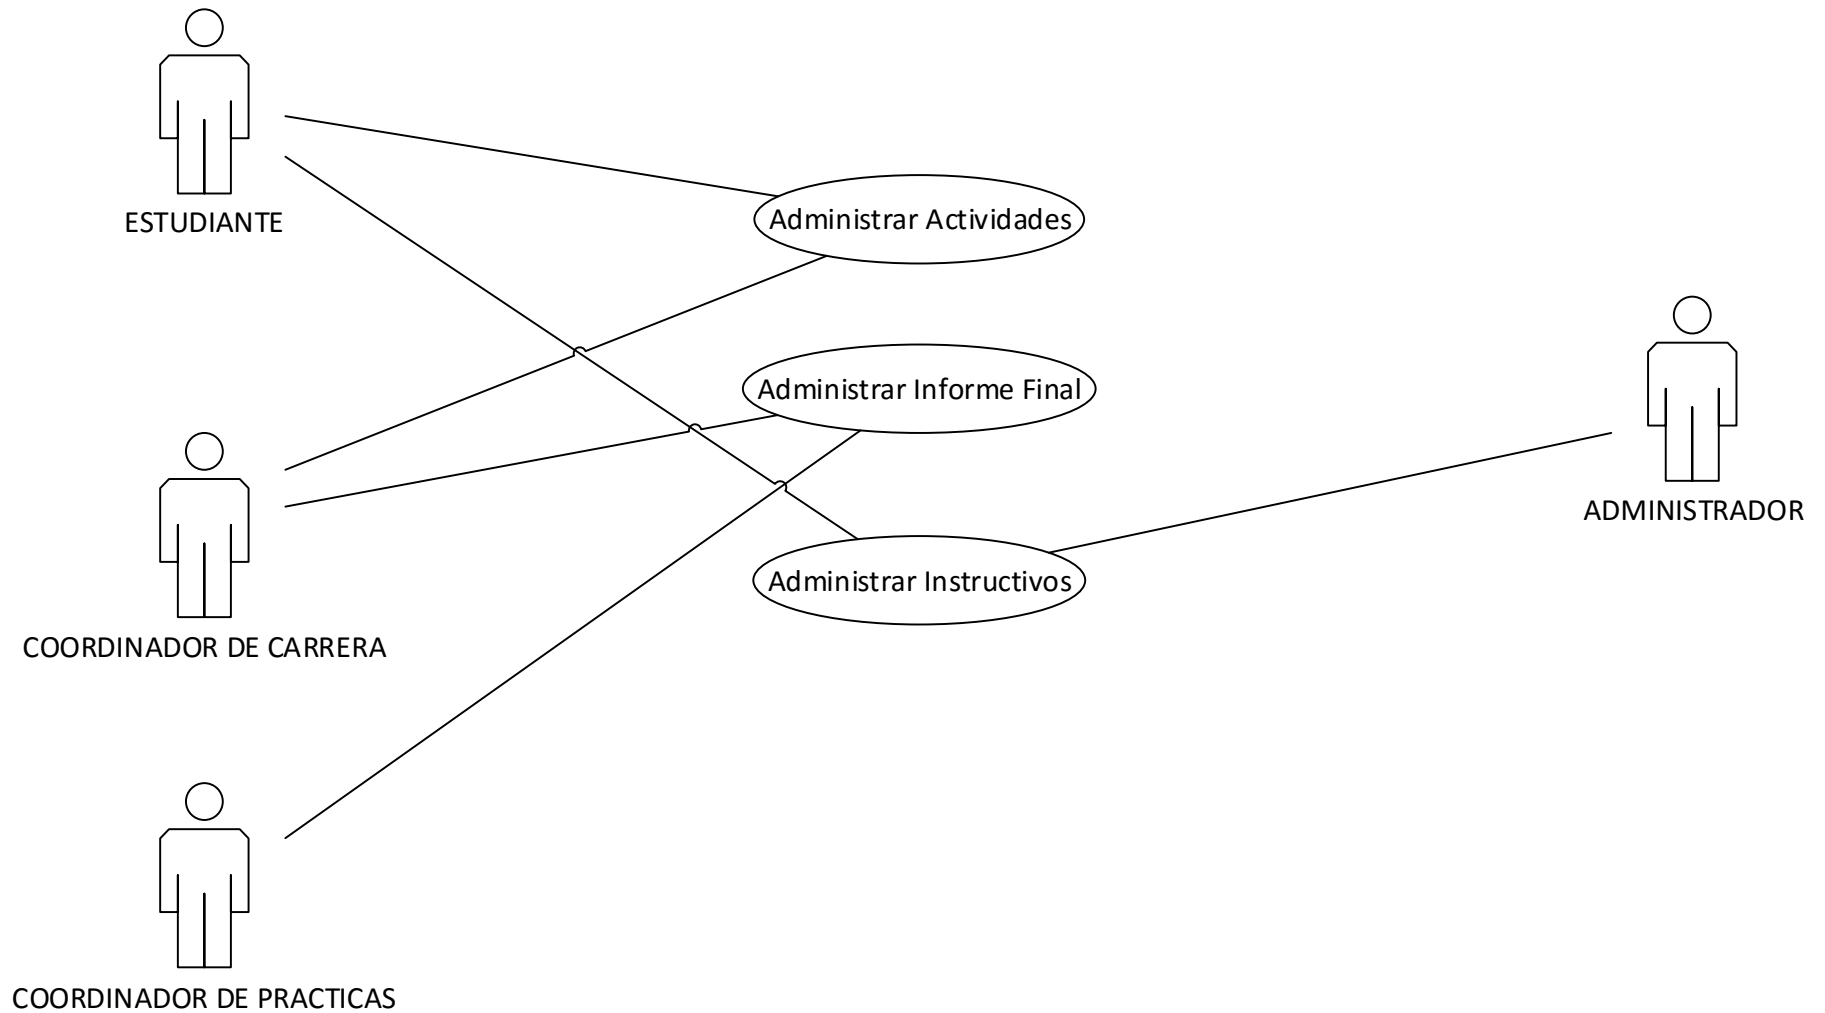 ESTUDIANTE
Administrar Actividades
Administrar Informe Final
ADMINISTRADOR
Administrar Instructivos
COORDINADOR DE CARRERA
COORDINADOR DE PRACTICAS